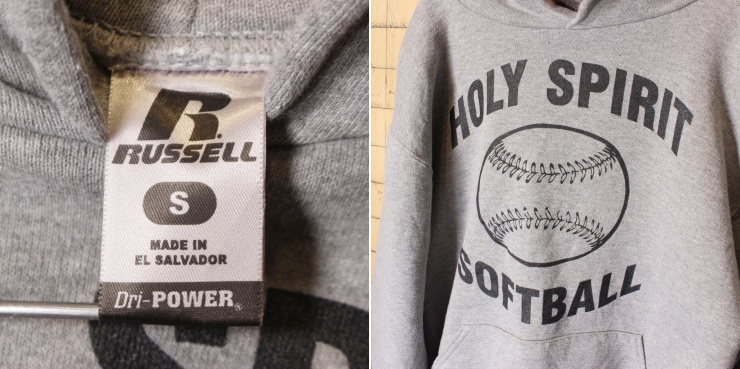 R.
RUSSELL
S
MADE IN
EL SALVADOR
Dri-POWER®
HOLY SPIRIT
SOFTBALL